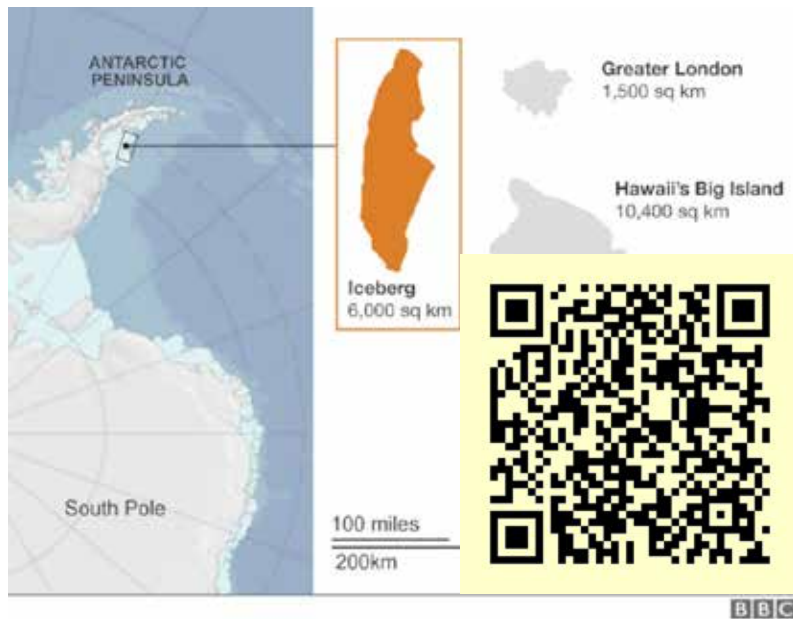 ANTARCTIC
PENINSULA
Greater London
1,500 sq km
Hawaii's Big Island
10,400 sq km
Iceberg
6,000 sq km
South Pole
100 miles
200km
BBC